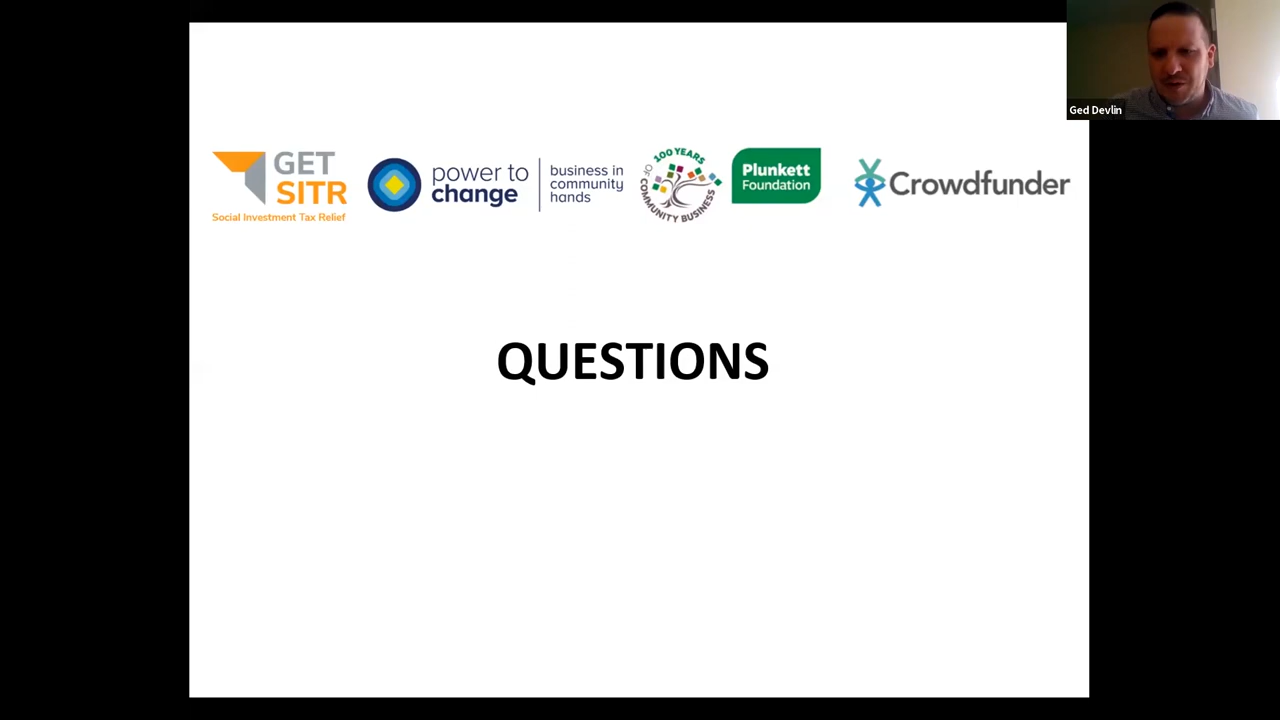 Ged Devlin
GET
SITR
Social Investment Tax Relief
power to
change
business in
community
hands
100 YEARS
OF COMMUNITY BUSINESS
Plunkett
Foundation
Crowdfunder
QUESTIONS